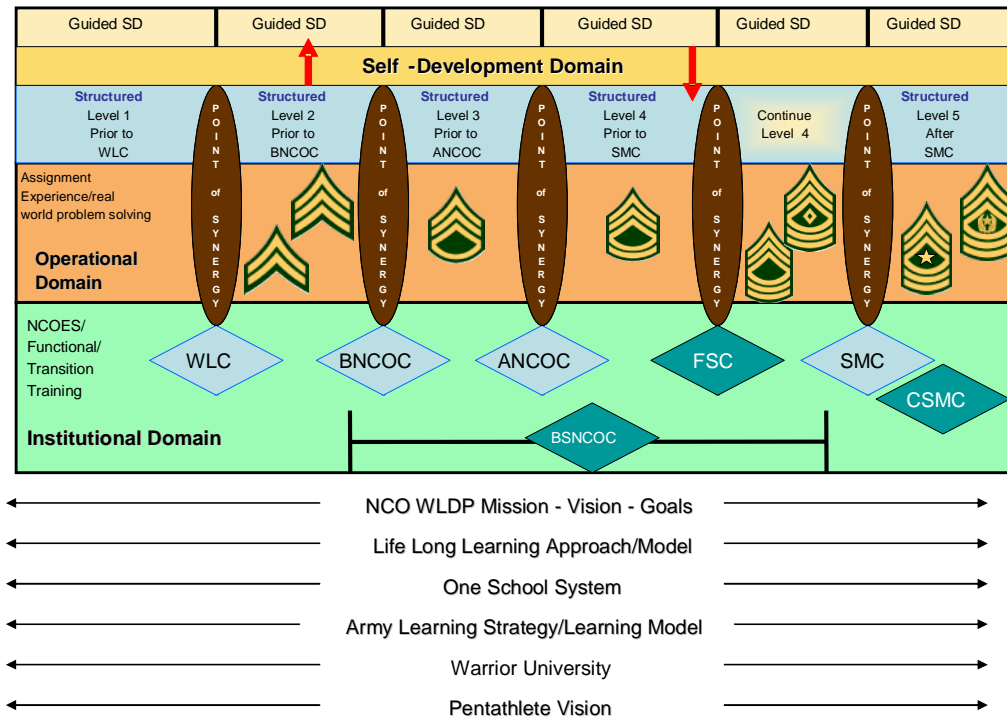 Guided SD
Guided SD
Guided SD
Guided SD
Guided SD
Guided SD
Self -Development Domain
Structured
Level 1
Prior to
WLC
Structured
Level 2
Prior to
BNCOC
Structured
Level 3
Prior to
ANCOC
Structured
Level 4
Prior to
SMC
Continue
Level 4
Structured
Level 5
After
SMC
POINT of SYNERGY
POINT of SYNERGY
POINT of SYNERGY
POINT of SYNERGY
POINT of SYNERGY
Assignment
Experience/real
world problem solving
Operational
Domain
NCOES/
Functional/
Transition
Training
WLC
BNCOC
ANCOC
FSC
SMC
CSMC
BSNCOC
Institutional Domain
NCO WLDP Mission - Vision - Goals
Life Long Learning Approach/Model
One School System
Army Learning Strategy/Learning Model
Warrior University
Pentathlete Vision